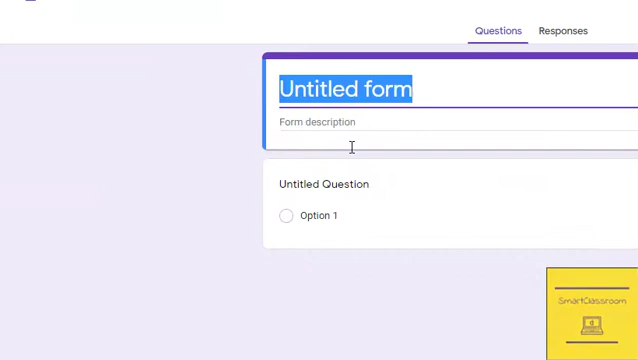 Questions Responses
Untitled form
Form description
Untitled Question
Option 1
SmartClassroom